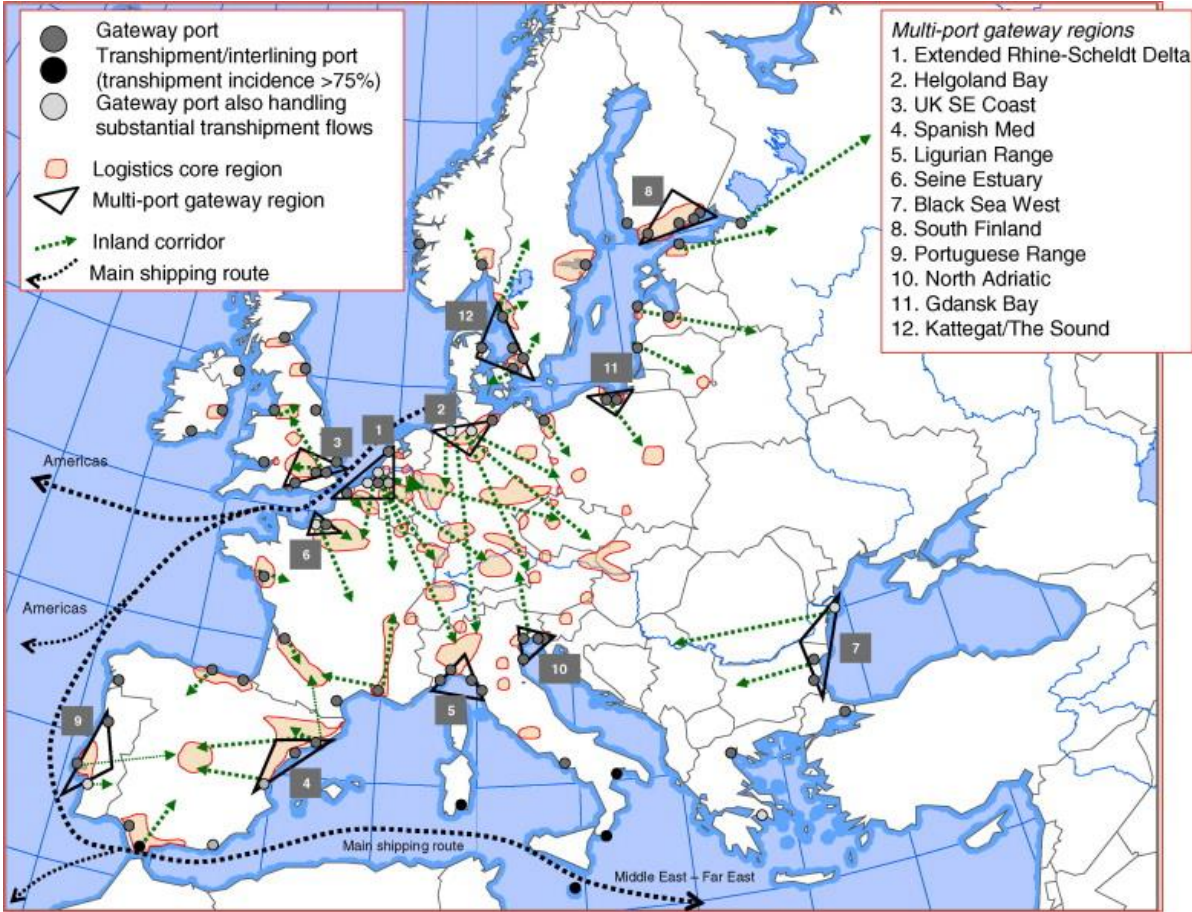 Gateway port
Transhipment/interlining port
(transhipment incidence >75%)
Gateway port also handling
substantial transhipment flows
Logistics core region
Multi-port gateway region
Inland corridor
Main shipping route
Multi-port gateway regions
1. Extended Rhine-Scheldt Delta
2. Helgoland Bay
3. UK SE Coast
4. Spanish Med
5. Ligurian Range
6. Seine Estuary
7. Black Sea West
8. South Finland
9. Portuguese Range
10. North Adriatic
11. Gdansk Bay
12. Kattegat/The Sound
8
12
11
2
1
3
Americas
6
Americas
10
7
5
9
4
Main shipping route
Middle East – Far East